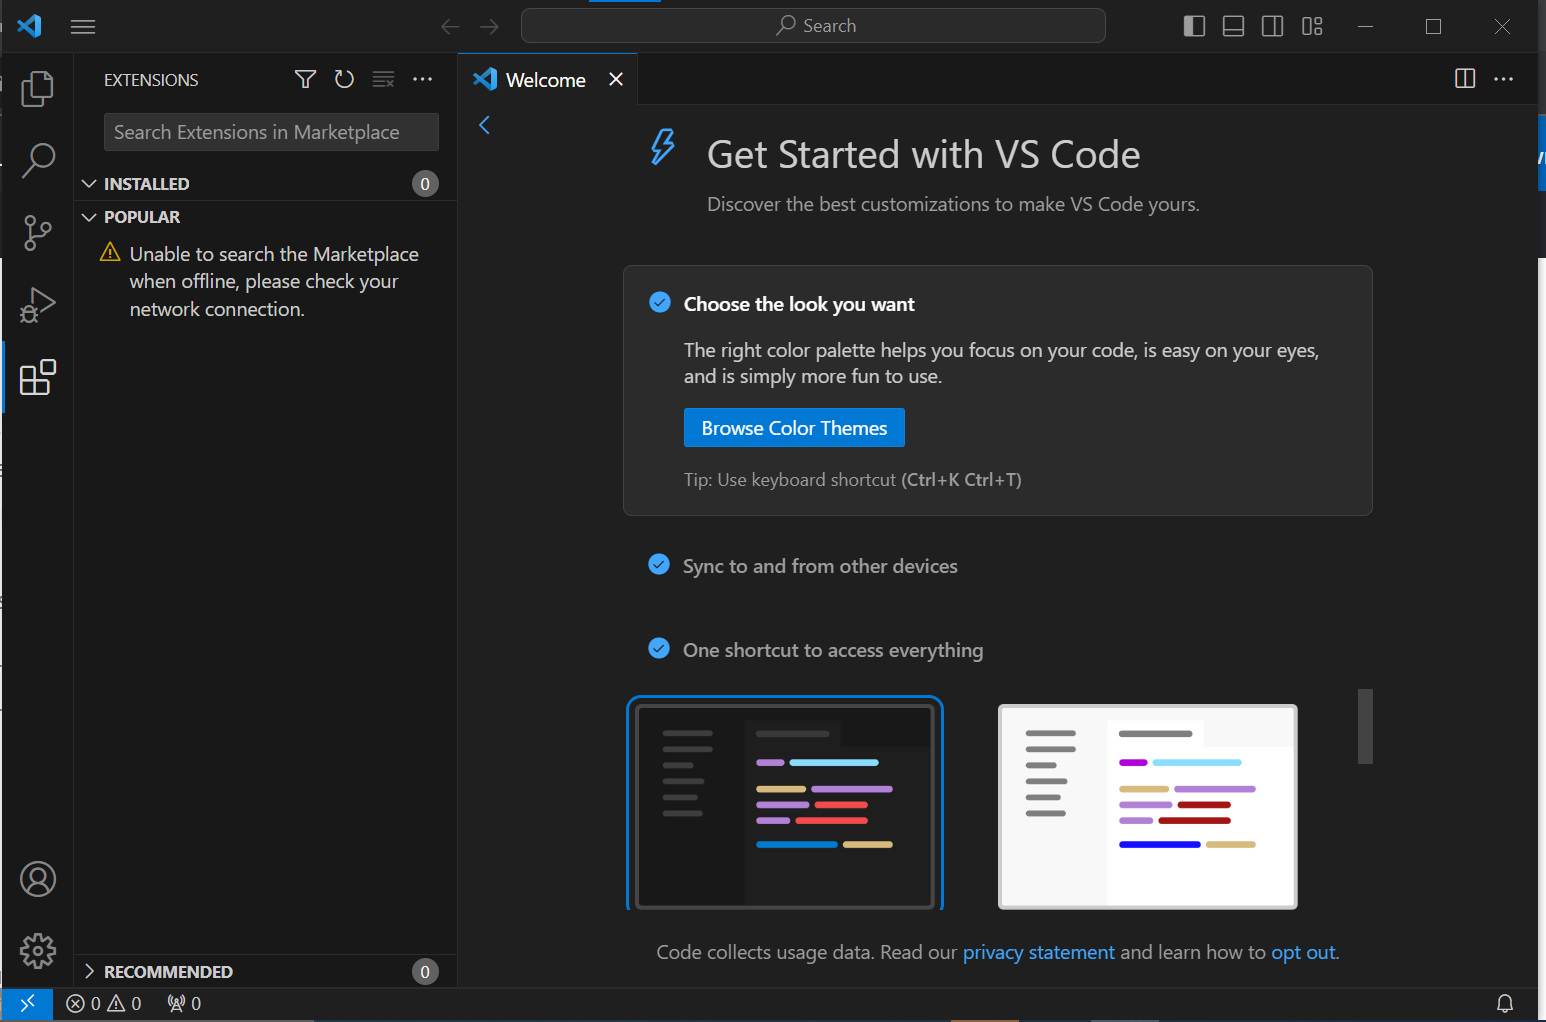 Search
EXTENSIONS
Search Extensions in Marketplace
INSTALLED
0
POPULAR
Unable to search the Marketplace
when offline, please check your
network connection.
RECOMMENDED
0
Welcome
Get Started with VS Code
Discover the best customizations to make VS Code yours.
Choose the look you want
The right color palette helps you focus on your code, is easy on your eyes,
and is simply more fun to use.
Browse Color Themes
Tip: Use keyboard shortcut (Ctrl+K Ctrl+T)
Sync to and from other devices
One shortcut to access everything
Code collects usage data. Read our privacy statement and learn how to opt out.
0 0 0